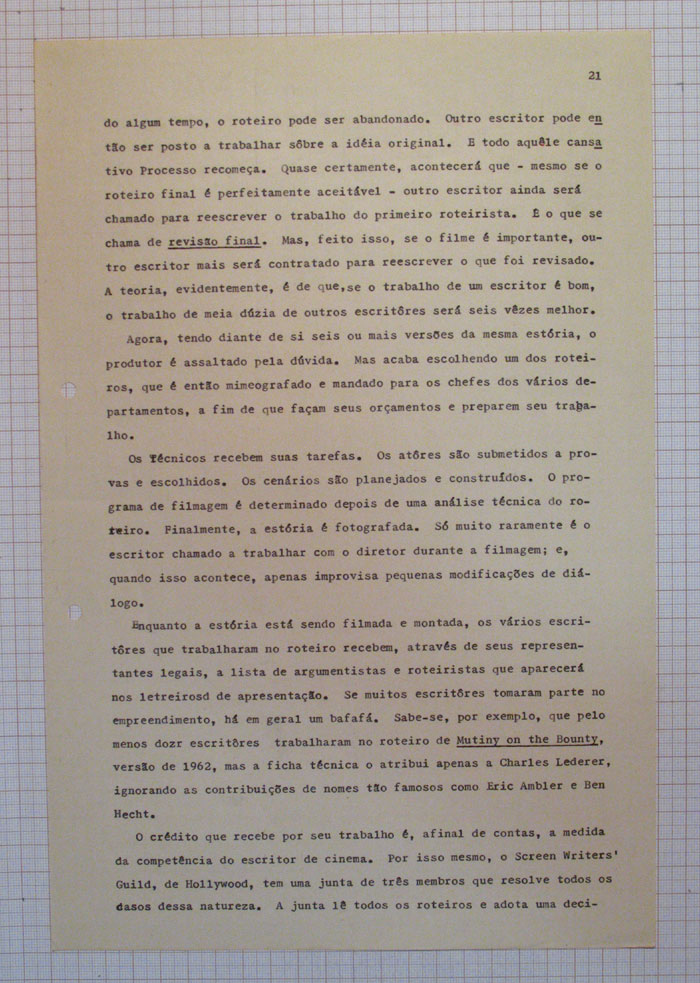 21
do algum tempo, o roteiro pode ser abandonado. Outro escritor pode en
tão ser posto a trabalhar sôbre a idéia original. E todo aquêle cansa
tivo Processo recomeça. Quase certamente, acontecerá que - mesmo se o
roteiro final é perfeitamente aceitável - outro escritor ainda será
chamado para reescrever o trabalho do primeiro roteirista. É o que se
chama de revisão final. Mas, feito isso, se o filme é importante, ou-
tro escritor mais será contratado para reescrever o que foi revisado.
A teoria, evidentemente, é de que,se o trabalho de um escritor é bom,
o trabalho de meia dúzia de outros escritôres será seis vêzes melhor.
Agora, tendo diante de si seis ou mais versões da mesma estória, o
produtor é assaltado pela dúvida. Mas acaba escolhendo um dos rotei-
ros, que é então mimeografado e mandado para os chefes dos vários de-
partamentos, a fim de que façam seus orçamentos e preparem seu traba-
lho.
Os Técnicos recebem suas tarefas. Os atôres são submetidos a pro-
vas e escolhidos. Os cenários são planejados e construídos. O pro-
grama de filmagem é determinado depois de uma análise técnica do ro-
teiro. Finalmente, a estória é fotografada. Só muito raramente é o
escritor chamado a trabalhar com o diretor durante a filmagem; e,
quando isso acontece, apenas improvisa pequenas modificações de diá-
logo.
Enquanto a estória está sendo filmada e montada, os vários escri-
tôres que trabalharam no roteiro recebem, através de seus represen-
tantes legais, a lista de argumentistas e roteiristas que aparecerá
nos letreirosd de apresentação. Se muitos escritôres tomaram parte no
empreendimento, há em geral um bafafá. Sabe-se, por exemplo, que pelo
menos dozr escritôres trabalharam no roteiro de Mutiny on the Bounty,
versão de 1962, mas a ficha técnica o atribui apenas a Charles Lederer,
ignorando as contribuições de nomes tão famosos como Eric Ambler e Ben
Hecht.
O crédito que recebe por seu trabalho é, afinal de contas, a medida
da competência do escritor de cinema. Por isso mesmo, o Screen Writers'
Guild, de Hollywood, tem uma junta de três membros que resolve todos os
dasos dessa natureza. A junta lê todos os roteiros e adota uma deci-